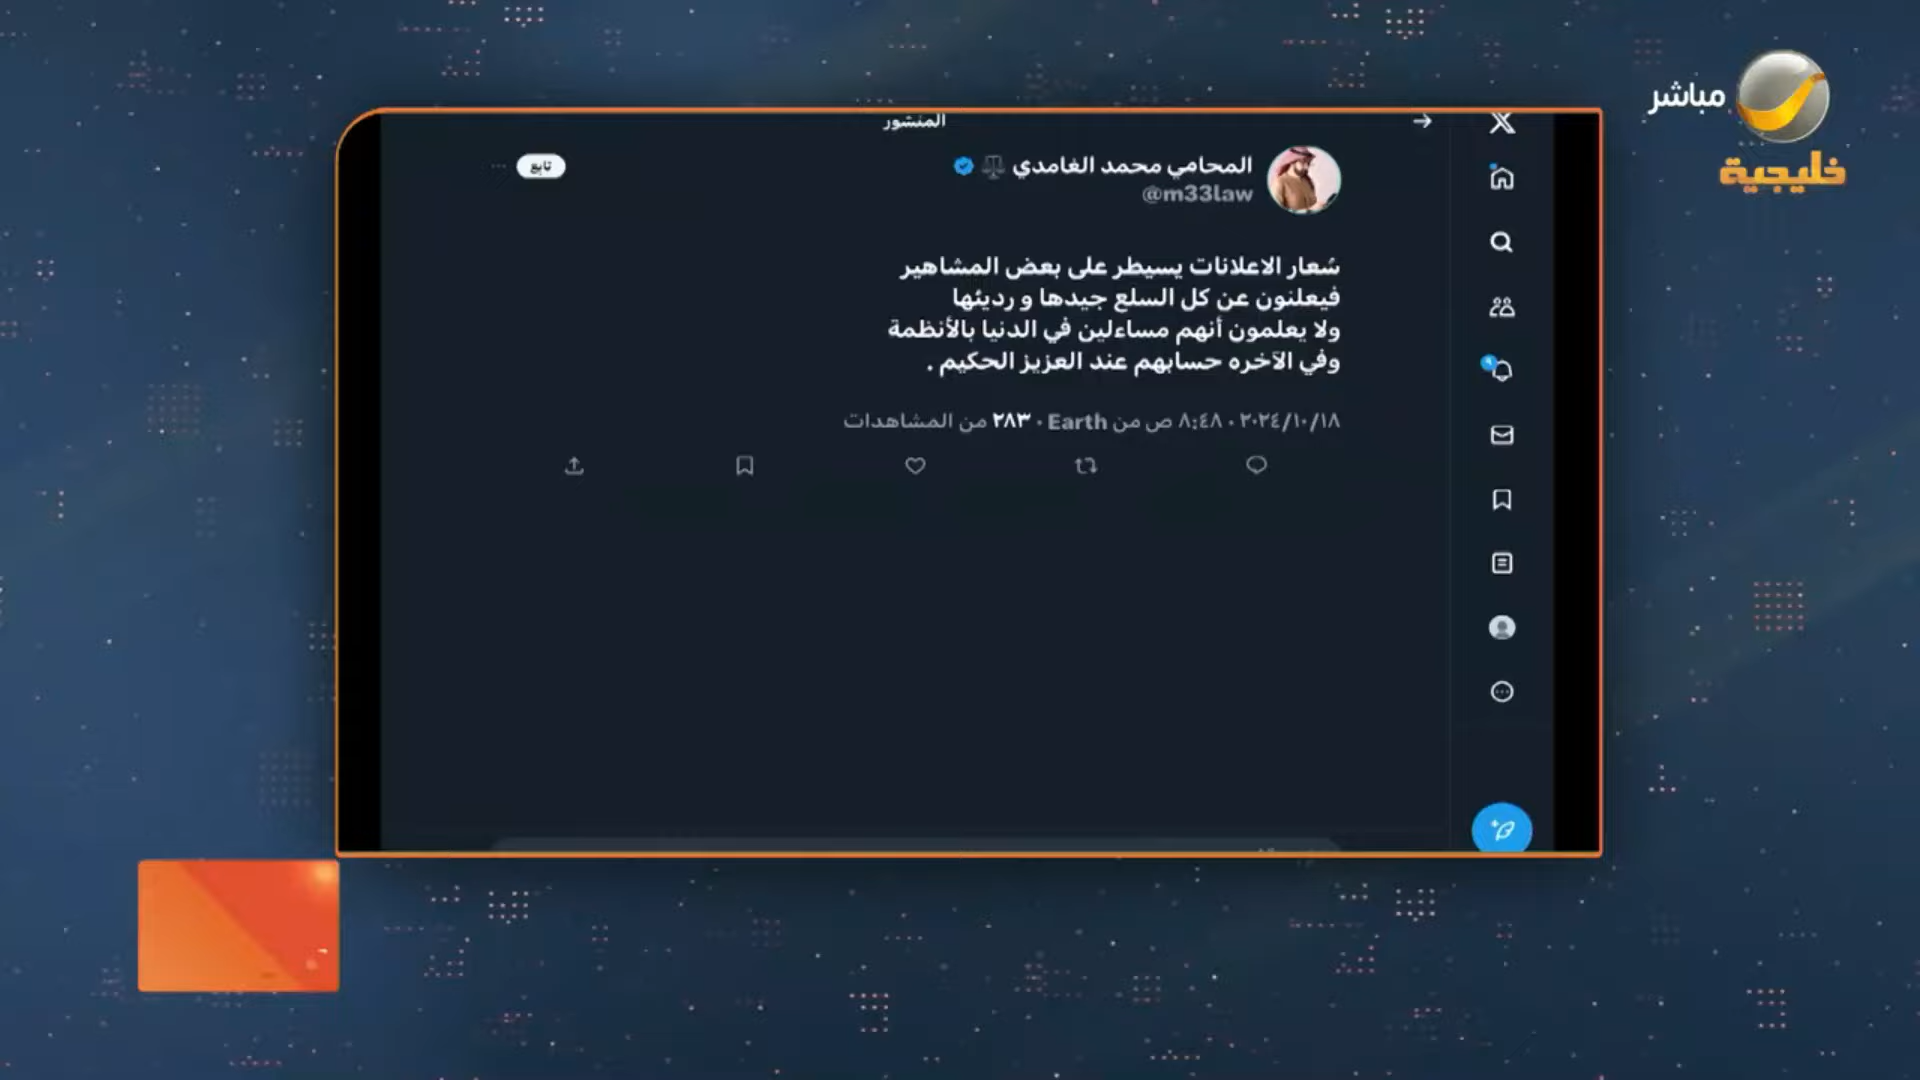 مباشر
خليجية
المنشور
المحامي محمد الغامدي
@m33law
تابع
سُعار الاعلانات يسيطر على بعض المشاهير
فيعلنون عن كل السلع جيدها و رديئها
ولا يعلمون أنهم مساءلين في الدنيا بالأنظمة
وفي الآخره حسابهم عند العزيز الحكيم .
٢٠٢٤/١٠/١٨ · ٨:٤٨ ص من Earth · ٢٨٣ من المشاهدات